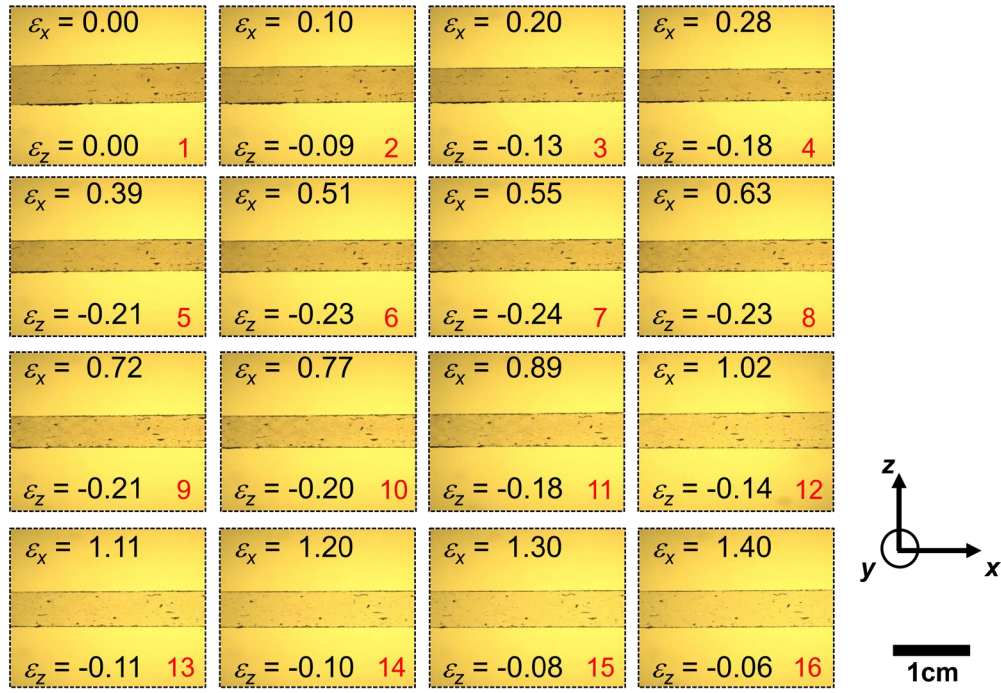 εx = 0.00
εz = 0.00 1
εx = 0.10
εz = -0.09 2
εx = 0.20
εz = -0.13 3
εx = 0.28
εz = -0.18 4
εx = 0.39
εz = -0.21 5
εx = 0.51
εz = -0.23 6
εx = 0.55
εz = -0.24 7
εx = 0.63
εz = -0.23 8
εx = 0.72
εz = -0.21 9
εx = 0.77
εz = -0.20 10
εx = 0.89
εz = -0.18 11
εx = 1.02
εz = -0.14 12
εx = 1.11
εz = -0.11 13
εx = 1.20
εz = -0.10 14
εx = 1.30
εz = -0.08 15
εx = 1.40
εz = -0.06 16
z
y x
1cm